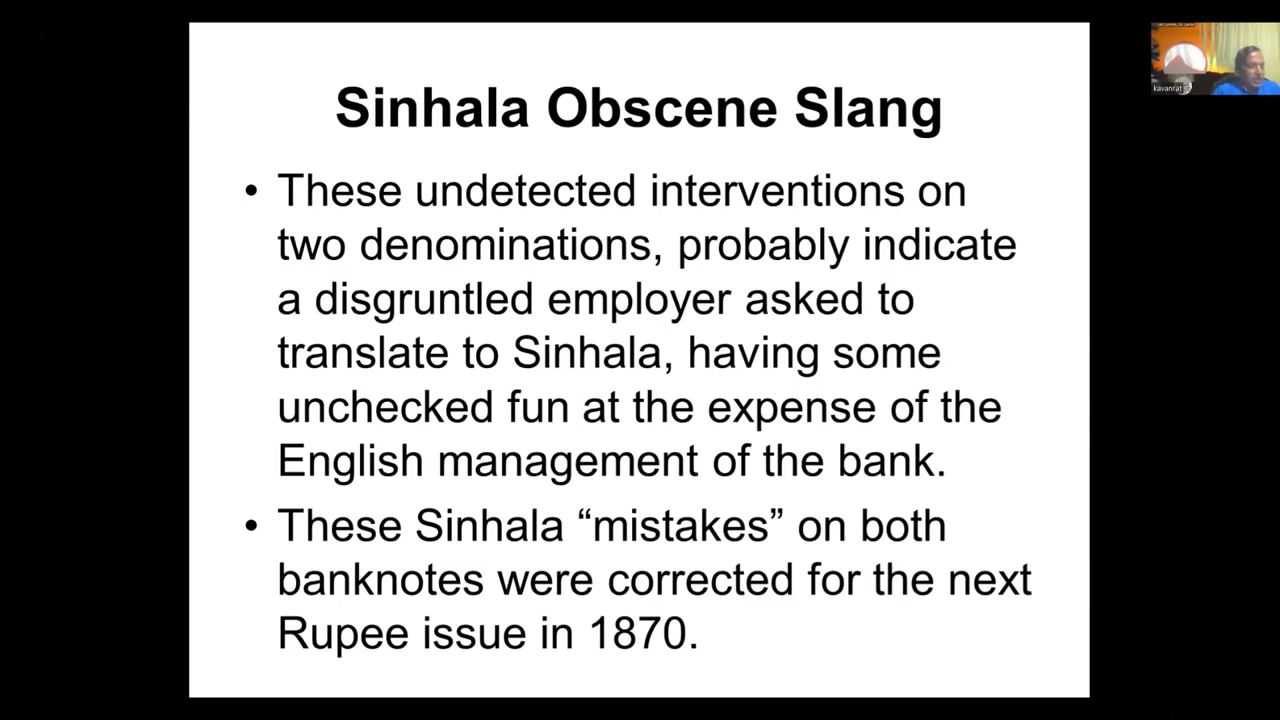 Sinhala Obscene Slang
• These undetected interventions on
two denominations, probably indicate
a disgruntled employer asked to
translate to Sinhala, having some
unchecked fun at the expense of the
English management of the bank.
• These Sinhala “mistakes” on both
banknotes were corrected for the next
Rupee issue in 1870.
kavanrat